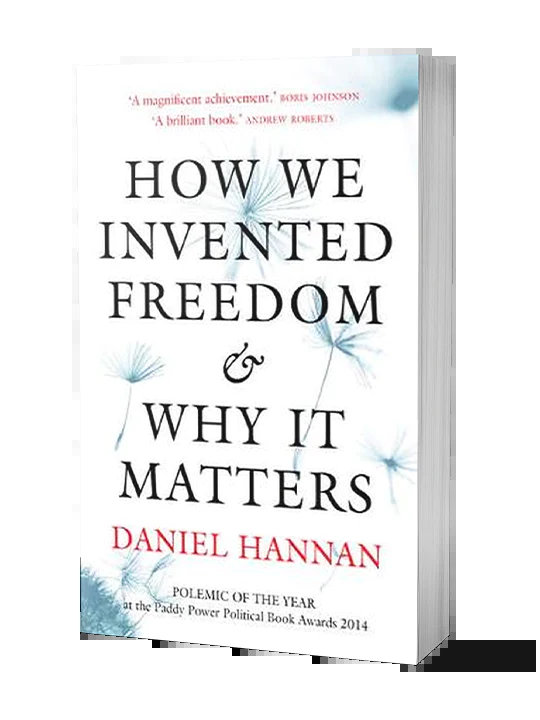 'A magnificent achievement.' BORIS JOHNSON
'A brilliant book.' ANDREW ROBERTS
HOW WE
INVENTED
FREEDOM
&
WHY IT
MATTERS
DANIEL HANNAN
POLEMIC OF THE YEAR
at the Paddy Power Political Book Awards 2014